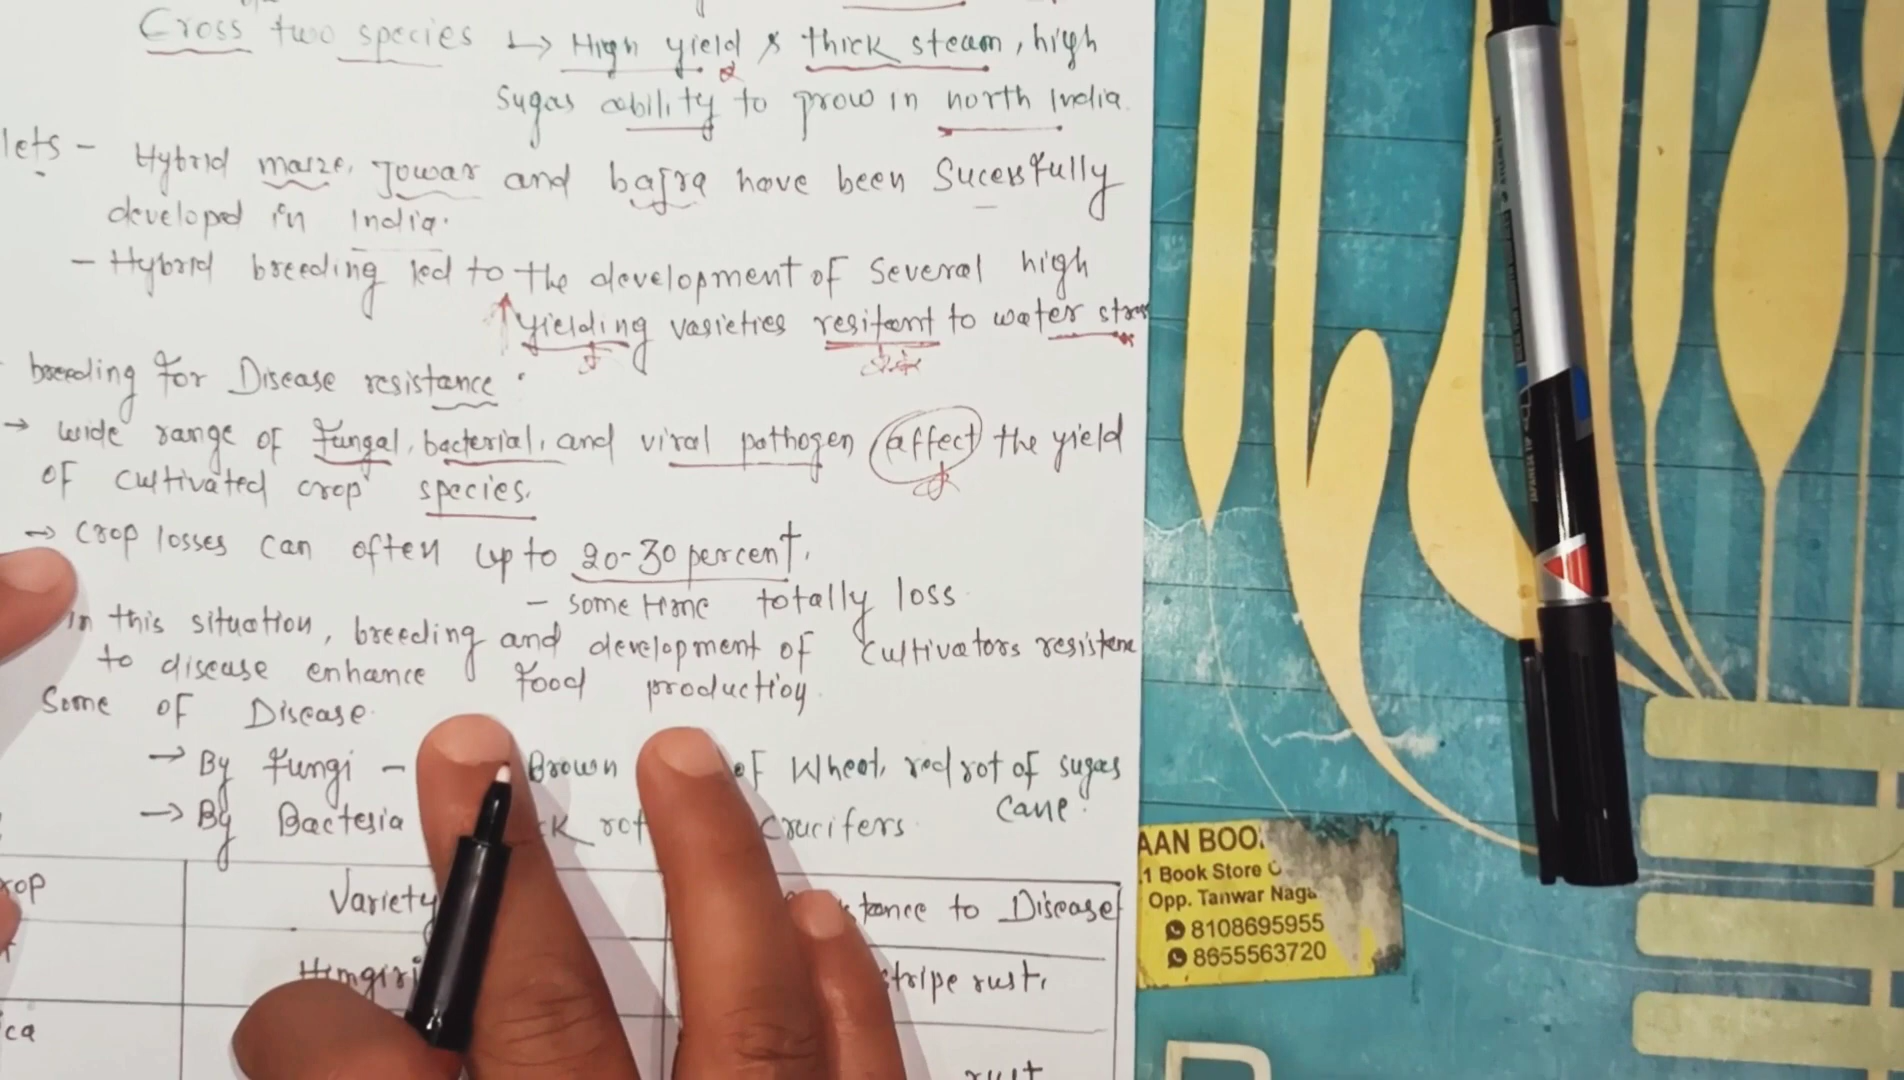 Cross two species ↳ High yield & thick steam, high
sugar ability to grow in north India.
lets - Hybrid maize, Jowar and bajra have been Sucessfully
developed in India.
- Hybrid breeding led to the development of several high
yielding varieties resitant to water stress
breeding for Disease resistance.
→ wide range of fungal, bacterial, and viral pathogen affect the yield
of cultivated crop species.
→ Crop losses can often up to 20-30 percent.
- some time totally loss
in this situation, breeding and development of cultivators resistene
to disease enhance food production
Some of Disease.
→ By fungi - Brown of Wheat, red rot of sugar
cane.
→ By Bacteria rot crucifers
rop Variety tance to Disease
Himgiri stripe rust,
ca
rust
AAN BOO
1 Book Store
Opp. Tanwar Naga
8108695955
8655563720